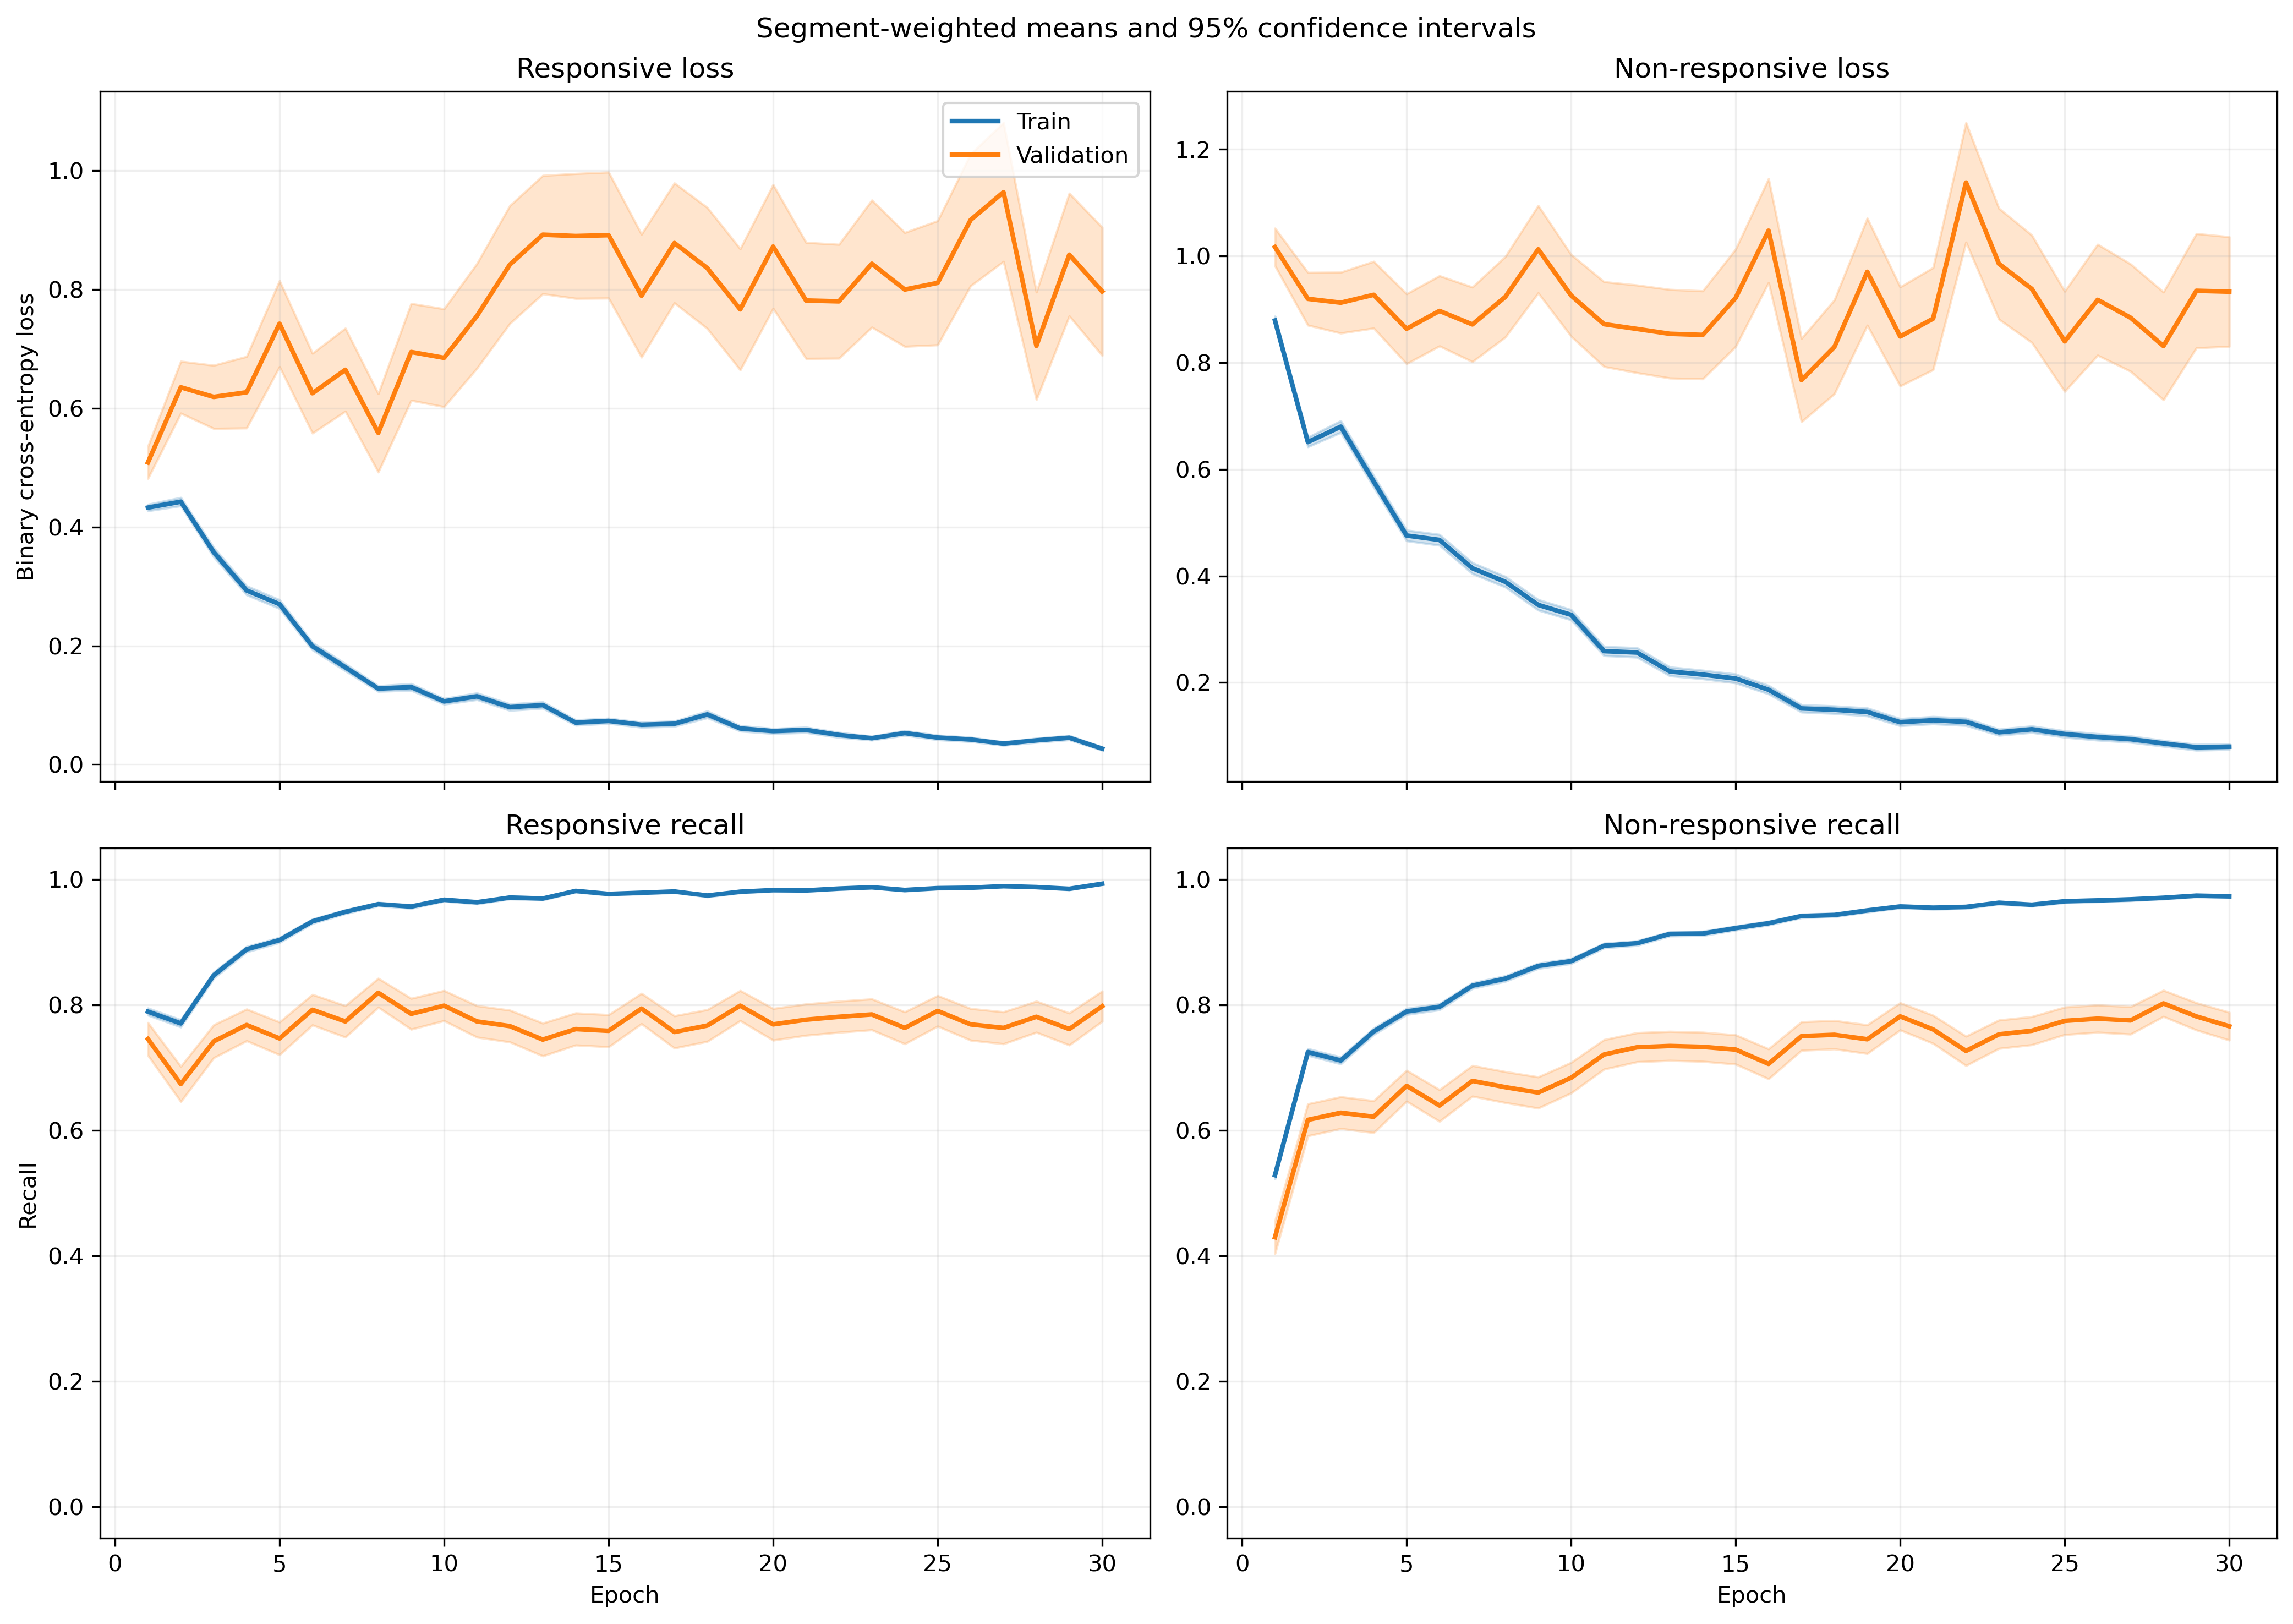 Segment-weighted means and 95% confidence intervals
Responsive loss
Non-responsive loss
Train
Validation
Binary cross-entropy loss
1.0
0.8
0.6
0.4
0.2
0.0
1.2
1.0
0.8
0.6
0.4
0.2
Responsive recall
Non-responsive recall
Recall
1.0
0.8
0.6
0.4
0.2
0.0
1.0
0.8
0.6
0.4
0.2
0.0
0 5 10 15 20 25 30
0 5 10 15 20 25 30
Epoch
Epoch